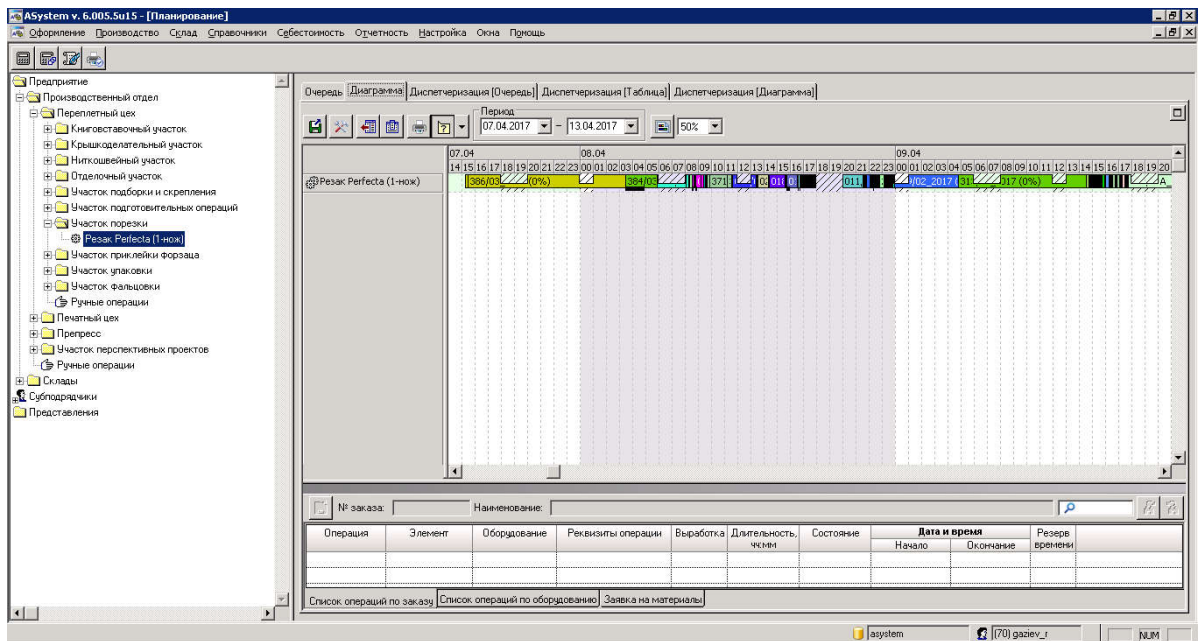 ASystem v. 6.005.5u15 - [Планирование]
Оформление Производство Склад Справочники Себестоимость Отчетность Настройка Окна Помощь
Предприятие
Производственный отдел
Переплетный цех
Книговставочный участок
Крышкоделательный участок
Ниткошвейный участок
Отделочный участок
Участок подборки и скрепления
Участок подготовительных операций
Участок порезки
Резак Perfecta (1-нож)
Участок приклейки форзаца
Участок упаковки
Участок фальцовки
Ручные операции
Печатный цех
Препресс
Участок перспективных проектов
Ручные операции
Склады
Субподрядчики
Представления
Очередь Диаграмма Диспетчеризация [Очередь] Диспетчеризация [Таблица] Диспетчеризация [Диаграмма]
Период
07.04.2017 – 13.04.2017 50%
07.04 08.04 09.04
14 15 16 17 18 19 20 21 22 23 00 01 02 03 04 05 06 07 08 09 10 11 12 13 14 15 16 17 18 19 20 21 22 23 00 01 02 03 04 05 06 07 08 09 10 11 12 13 14 15 16 17 18 19 20
Резак Perfecta (1-нож) 386/03 (0%) 384/03 371 011, /02_2017 ( 31 017 (0%) A_
№ заказа: Наименование:
Операция Элемент Оборудование Реквизиты операции Выработка Длительность, чч:мм Состояние Дата и время Резерв времени
Начало Окончание
Список операций по заказу Список операций по оборудованию Заявка на материалы
asystem (70) gaziev_r NUM